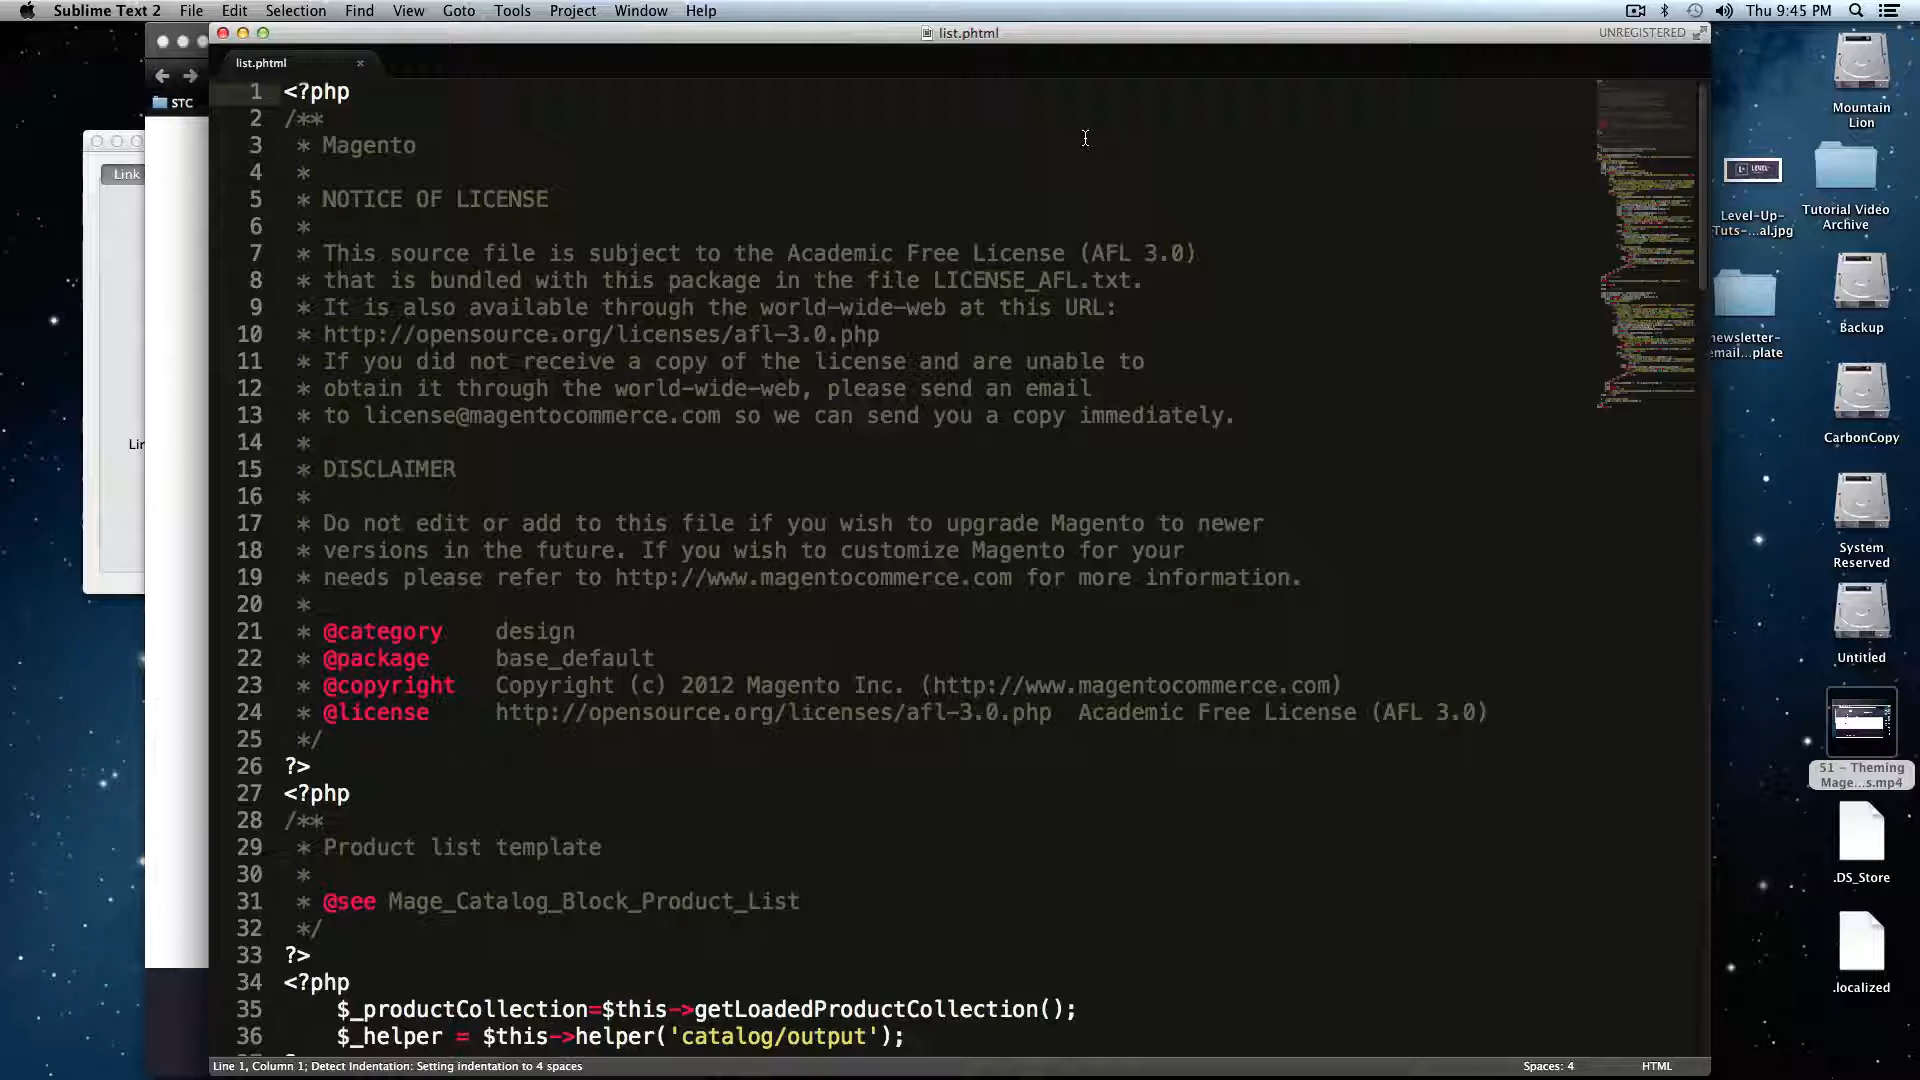 Sublime Text 2 File Edit Selection Find View Goto Tools Project Window Help Thu 9:45 PM
list.phtml UNREGISTERED
list.phtml
STC
Link
Lin
1 <?php
2 /**
3 * Magento
4 *
5 * NOTICE OF LICENSE
6 *
7 * This source file is subject to the Academic Free License (AFL 3.0)
8 * that is bundled with this package in the file LICENSE_AFL.txt.
9 * It is also available through the world-wide-web at this URL:
10 * http://opensource.org/licenses/afl-3.0.php
11 * If you did not receive a copy of the license and are unable to
12 * obtain it through the world-wide-web, please send an email
13 * to license@magentocommerce.com so we can send you a copy immediately.
14 *
15 * DISCLAIMER
16 *
17 * Do not edit or add to this file if you wish to upgrade Magento to newer
18 * versions in the future. If you wish to customize Magento for your
19 * needs please refer to http://www.magentocommerce.com for more information.
20 *
21 * @category design
22 * @package base_default
23 * @copyright Copyright (c) 2012 Magento Inc. (http://www.magentocommerce.com)
24 * @license http://opensource.org/licenses/afl-3.0.php Academic Free License (AFL 3.0)
25 */
26 ?>
27 <?php
28 /**
29 * Product list template
30 *
31 * @see Mage_Catalog_Block_Product_List
32 */
33 ?>
34 <?php
35 $_productCollection=$this->getLoadedProductCollection();
36 $_helper = $this->helper('catalog/output');
Line 1, Column 1; Detect Indentation: Setting indentation to 4 spaces Spaces: 4 HTML
Mountain
Lion
Level-Up-
Tuts-...al.jpg
Tutorial Video
Archive
newsletter-
email...plate
Backup
CarbonCopy
System
Reserved
Untitled
51 - Theming
Mage...s.mp4
.DS_Store
.localized